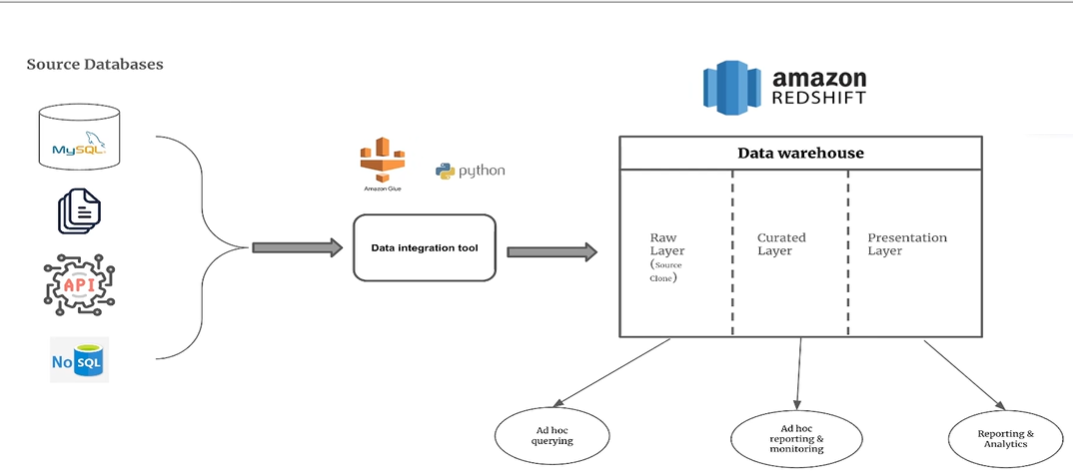 Source Databases
MySQL
API
No SQL
Amazon Glue
python
Data integration tool
amazon
REDSHIFT
Data warehouse
Raw
Layer
(Source
Clone)
Curated
Layer
Presentation
Layer
Ad hoc
querying
Ad hoc
reporting &
monitoring
Reporting &
Analytics